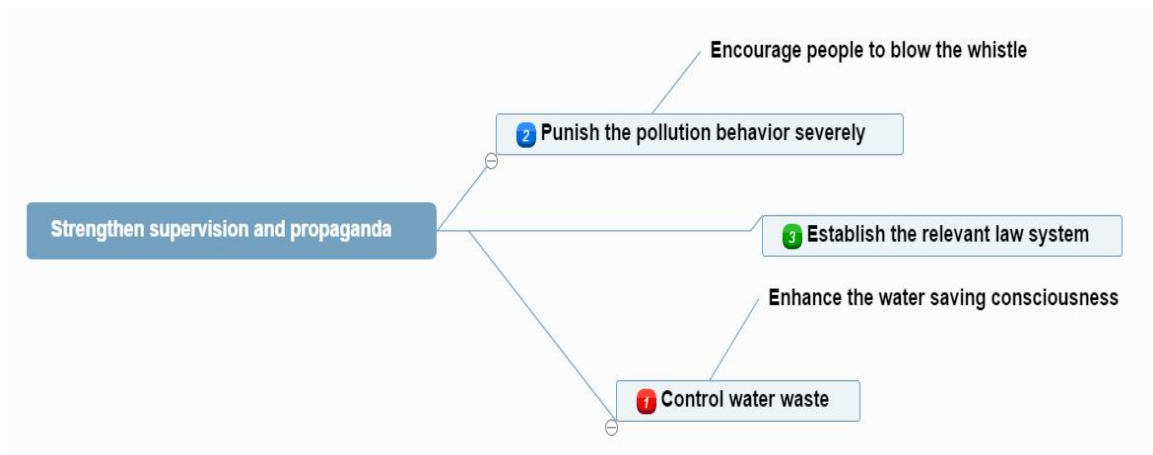 Encourage people to blow the whistle
2 Punish the pollution behavior severely
Strengthen supervision and propaganda
3 Establish the relevant law system
Enhance the water saving consciousness
1 Control water waste